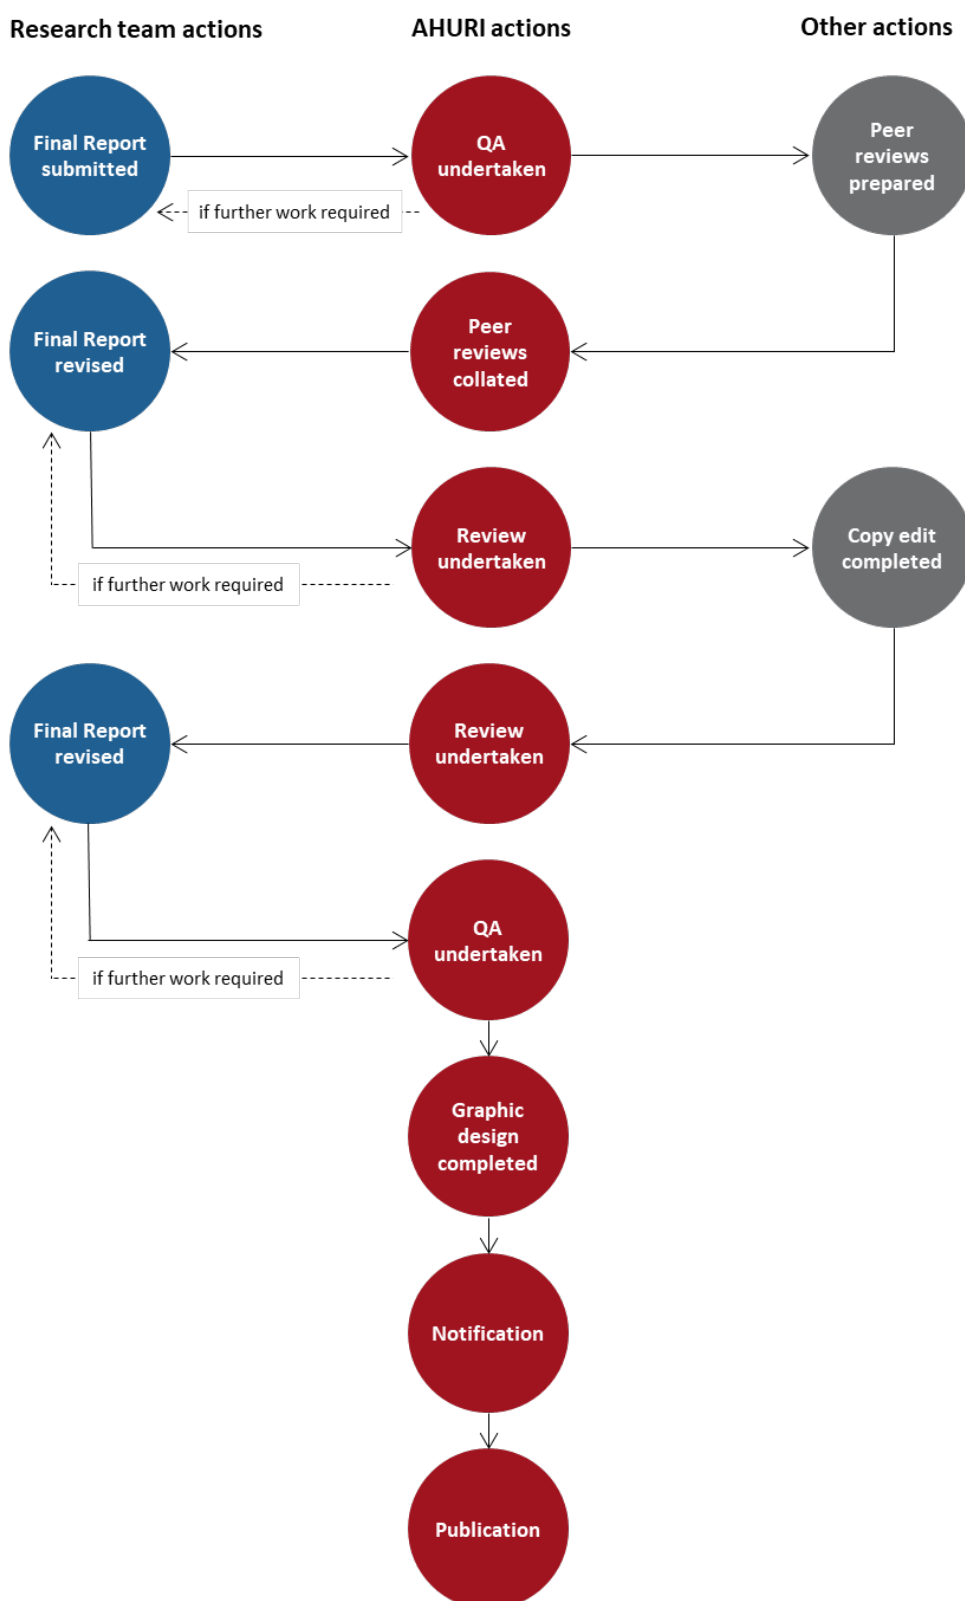 Research team actions
AHURI actions
Other actions
Final Report
submitted
QA
undertaken
Peer
reviews
prepared
if further work required
Final Report
revised
Peer
reviews
collated
Review
undertaken
Copy edit
completed
if further work required
Final Report
revised
Review
undertaken
QA
undertaken
if further work required
Graphic
design
completed
Notification
Publication